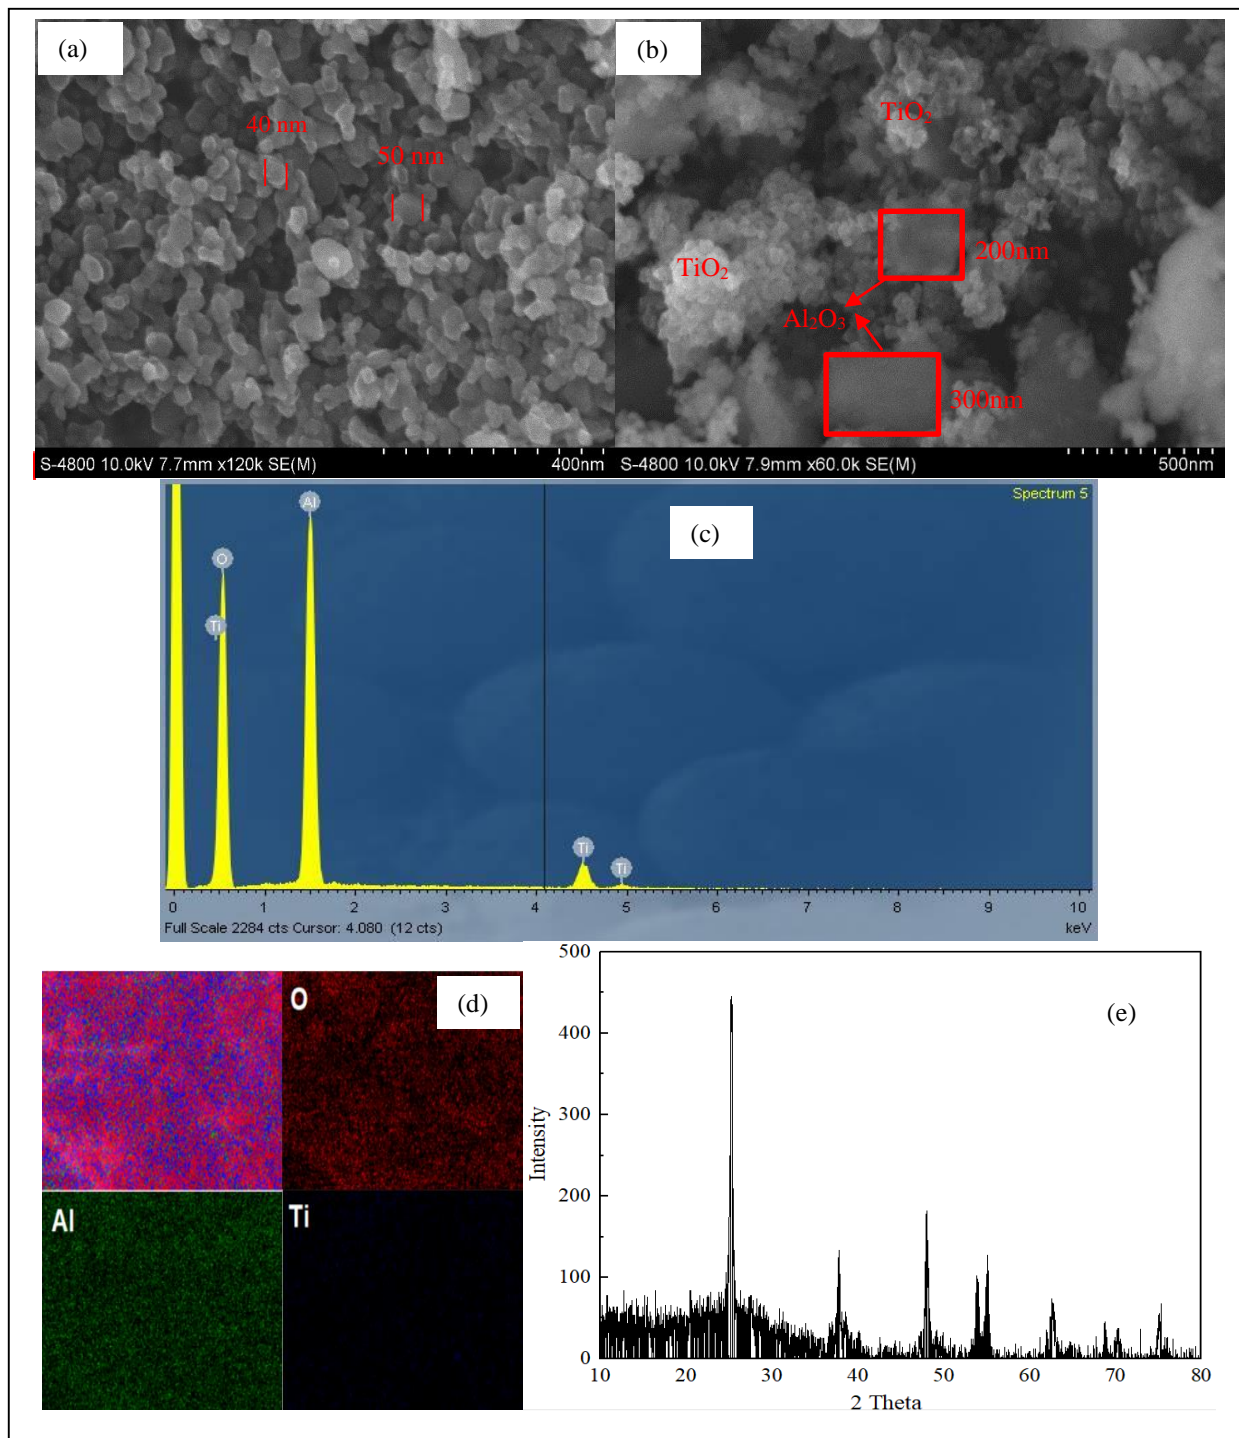 (a)
40 nm
50 nm
S-4800 10.0kV 7.7mm x120k SE(M) 400nm
(b)
TiO₂
TiO₂
200nm
Al₂O₃
300nm
S-4800 10.0kV 7.9mm x60.0k SE(M) 500nm
Spectrum 5
(c)
Al
O
Ti
Ti
Ti
0 1 2 3 4 5 6 7 8 9 10
Full Scale 2284 cts Cursor: 4.080 (12 cts) keV
(d)
O
Al
Ti
(e)
500
400
300
200
100
0
Intensity
10 20 30 40 50 60 70 80
2 Theta